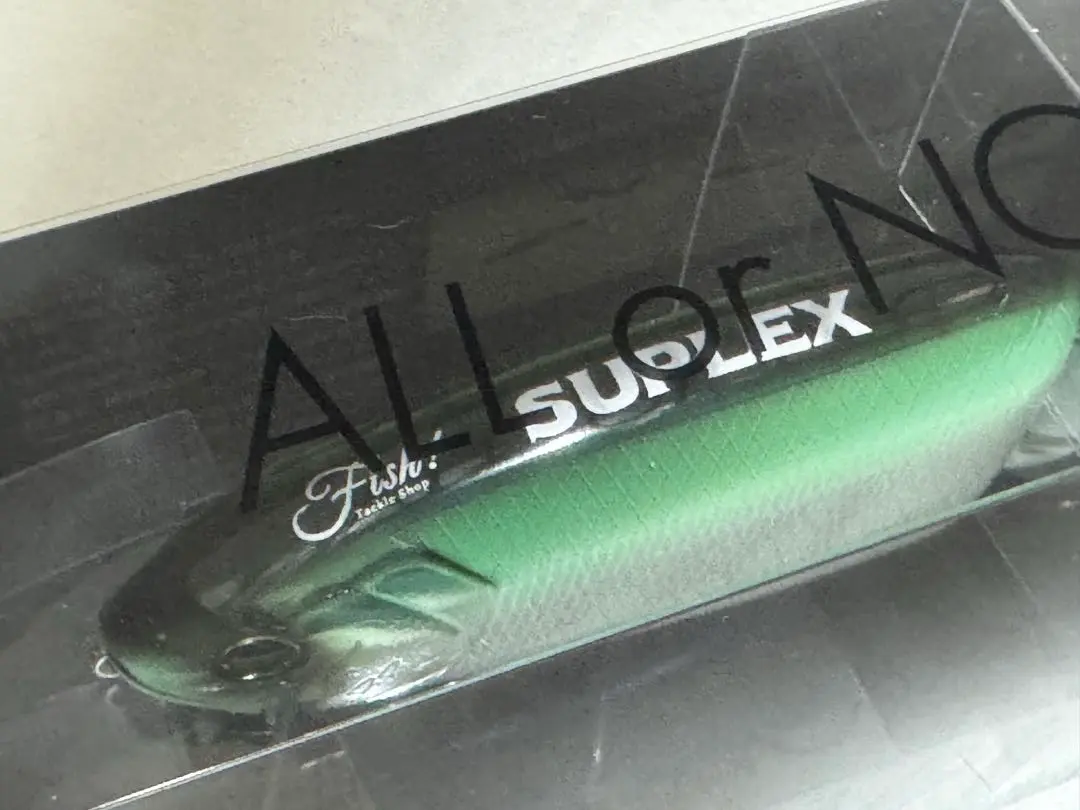 ALL or NO
SUPLEX
Fish!
Tackle Shop